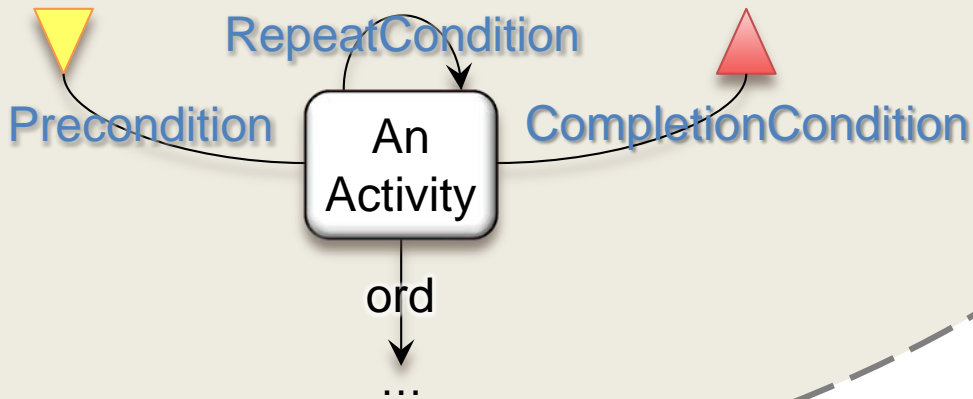 RepeatCondition
Precondition
An
Activity
CompletionCondition
ord
...